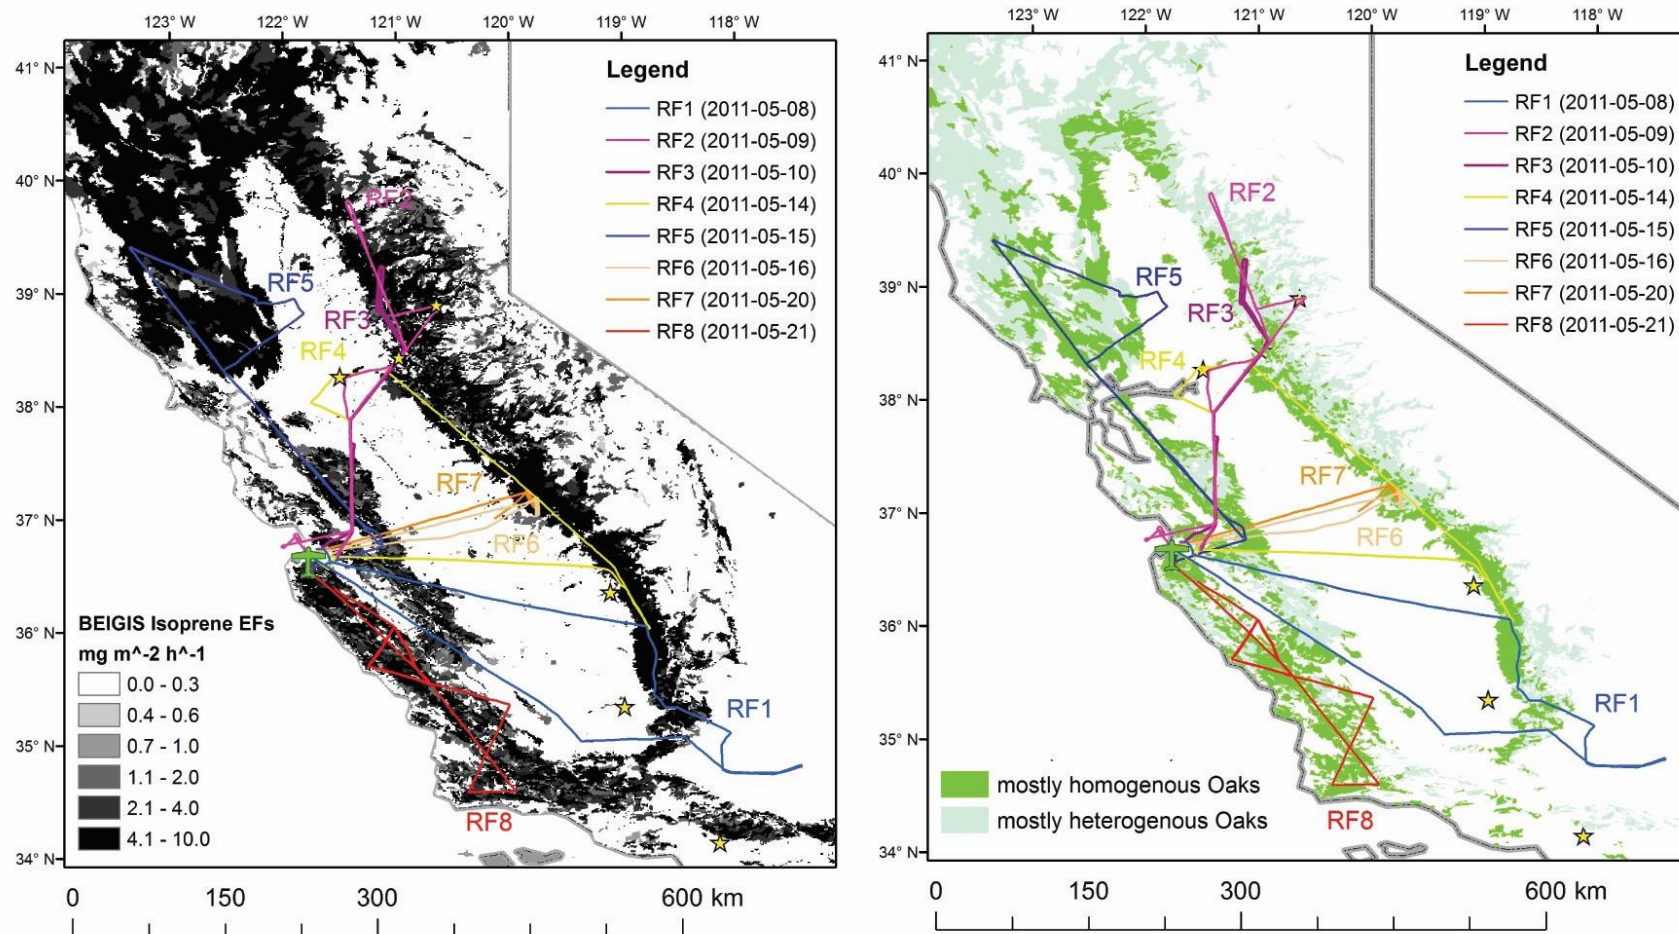 123° W 122° W 121° W 120° W 119° W 118° W
41° N
40° N
39° N
38° N
37° N
36° N
35° N
34° N
Legend
RF1 (2011-05-08)
RF2 (2011-05-09)
RF3 (2011-05-10)
RF4 (2011-05-14)
RF5 (2011-05-15)
RF6 (2011-05-16)
RF7 (2011-05-20)
RF8 (2011-05-21)
RF2
RF5
RF3
RF4
RF7
RF6
RF1
RF8
BEIGIS Isoprene EFs
mg m^-2 h^-1
0.0 - 0.3
0.4 - 0.6
0.7 - 1.0
1.1 - 2.0
2.1 - 4.0
4.1 - 10.0
0 150 300 600 km
123° W 122° W 121° W 120° W 119° W 118° W
41° N
40° N
39° N
38° N
37° N
36° N
35° N
34° N
Legend
RF1 (2011-05-08)
RF2 (2011-05-09)
RF3 (2011-05-10)
RF4 (2011-05-14)
RF5 (2011-05-15)
RF6 (2011-05-16)
RF7 (2011-05-20)
RF8 (2011-05-21)
RF2
RF5
RF3
RF4
RF7
RF6
RF1
RF8
mostly homogenous Oaks
mostly heterogenous Oaks
0 150 300 600 km